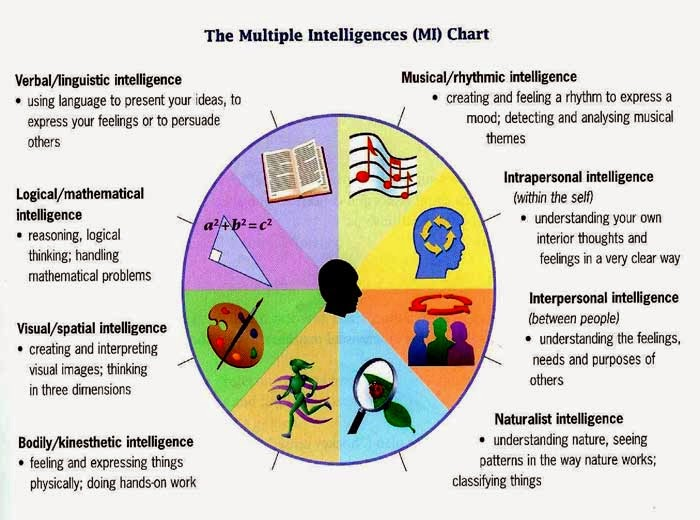 The Multiple Intelligences (MI) Chart
Verbal/linguistic intelligence
• using language to present your ideas, to
express your feelings or to persuade
others
Logical/mathematical
intelligence
• reasoning, logical
thinking; handling
mathematical problems
Visual/spatial intelligence
• creating and interpreting
visual images; thinking
in three dimensions
Bodily/kinesthetic intelligence
• feeling and expressing things
physically; doing hands-on work
Musical/rhythmic intelligence
• creating and feeling a rhythm to express a
mood; detecting and analysing musical
themes
Intrapersonal intelligence
(within the self)
• understanding your own
interior thoughts and
feelings in a very clear way
Interpersonal intelligence
(between people)
• understanding the feelings,
needs and purposes of
others
Naturalist intelligence
• understanding nature, seeing
patterns in the way nature works;
classifying things
a²+b²=c²